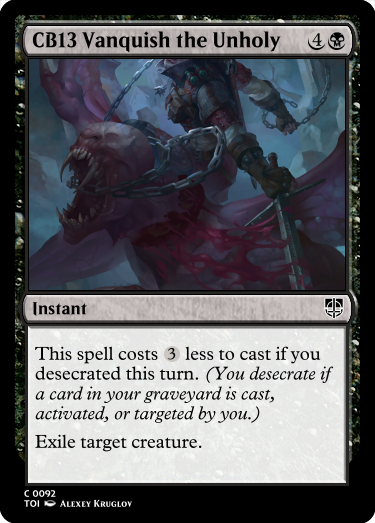 CB13 Vanquish the Unholy 4
Instant
This spell costs 3 less to cast if you
desecrated this turn. (You desecrate if
a card in your graveyard is cast,
activated, or targeted by you.)
Exile target creature.
C 0092
TOI Alexey Kruglov